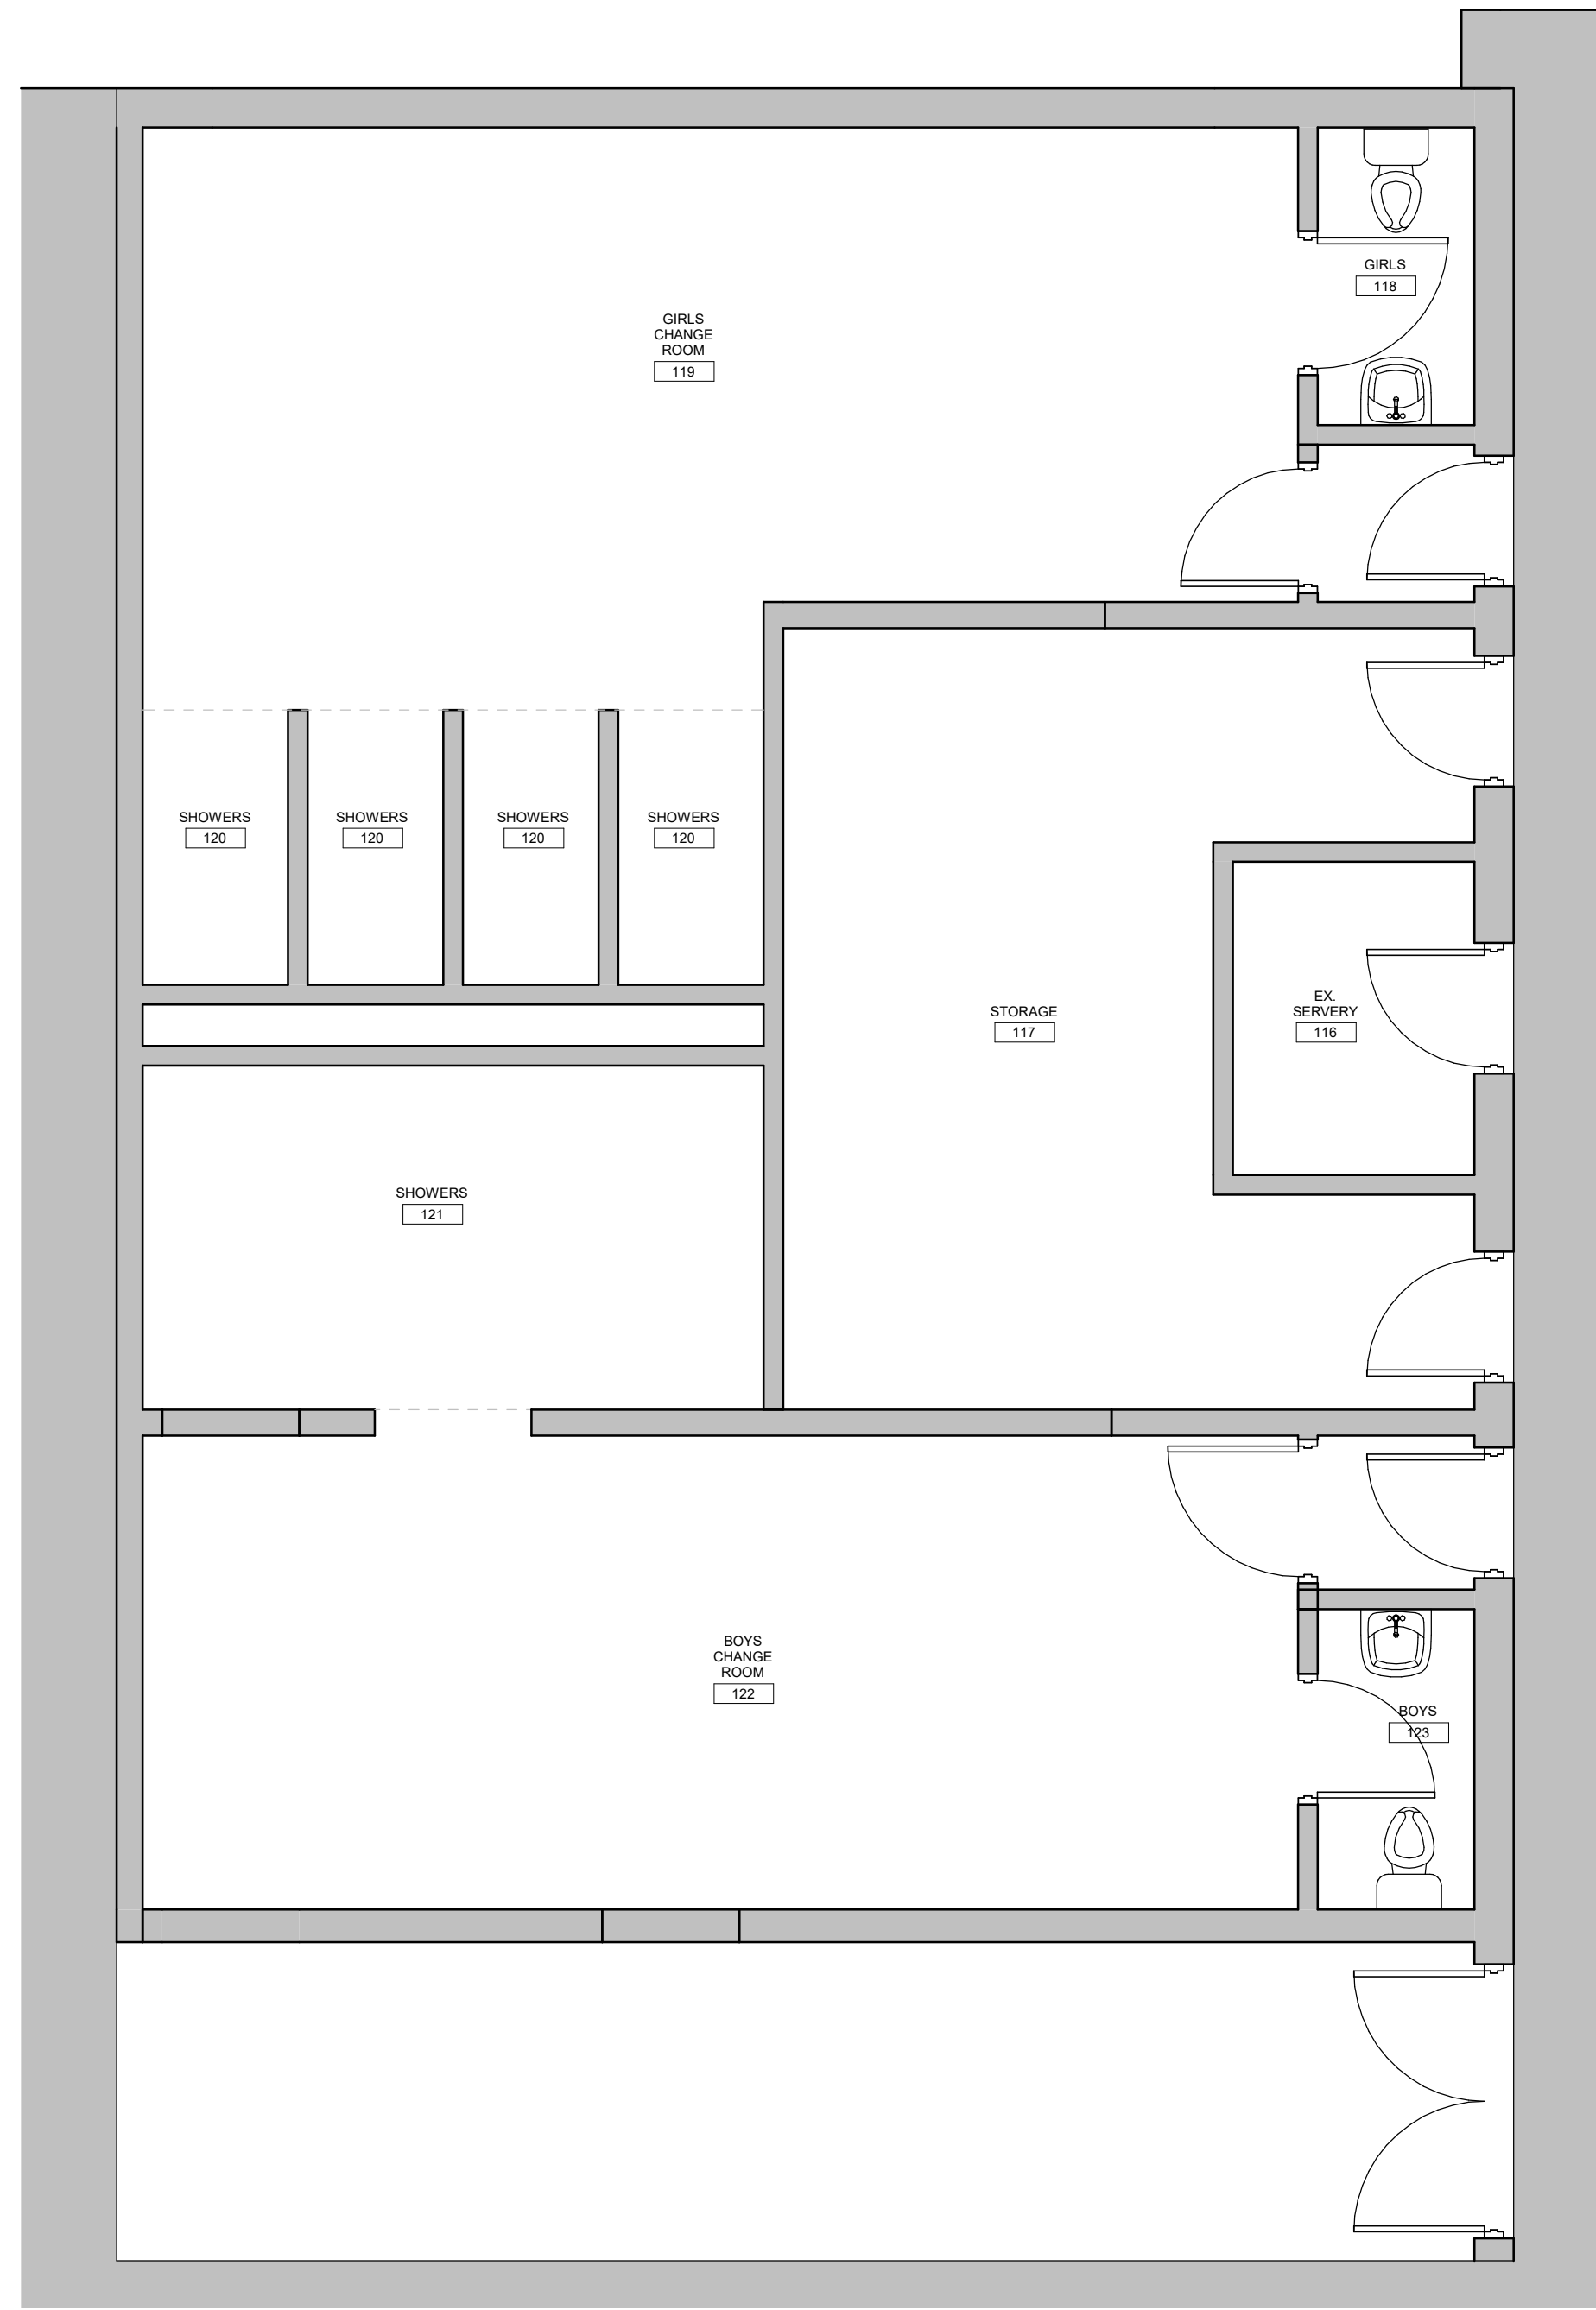 GIRLS
118
GIRLS
CHANGE
ROOM
119
SHOWERS
120
SHOWERS
120
SHOWERS
120
SHOWERS
120
STORAGE
117
EX.
SERVERY
116
SHOWERS
121
BOYS
CHANGE
ROOM
122
BOYS
123